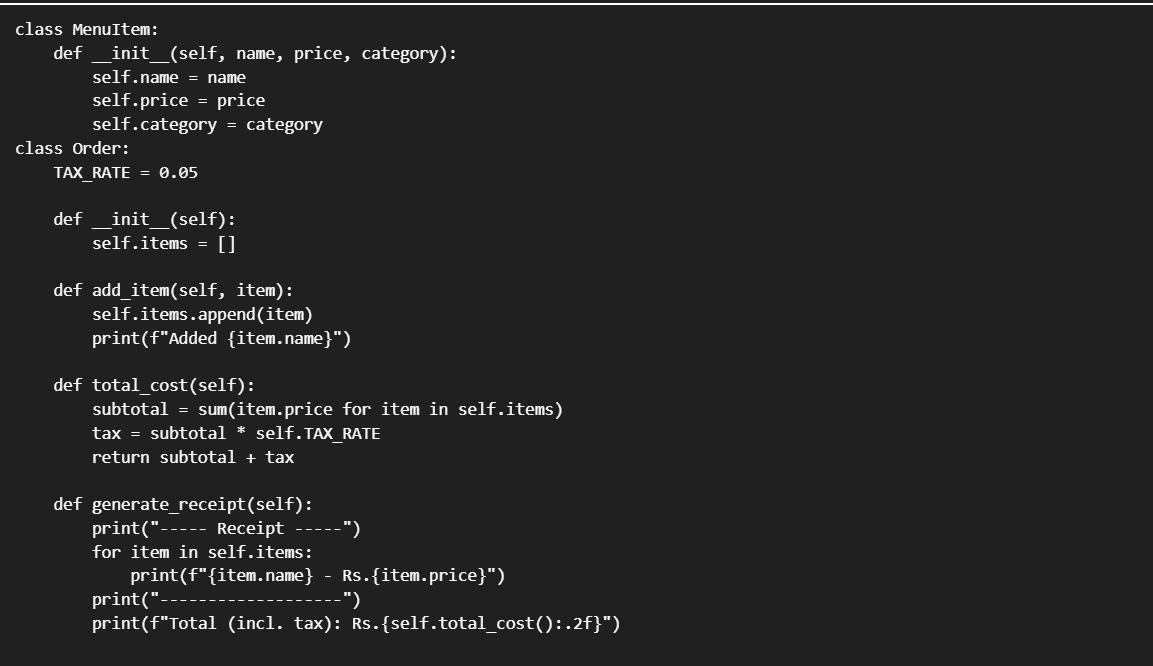 class MenuItem:
    def __init__(self, name, price, category):
        self.name = name
        self.price = price
        self.category = category
class Order:
    TAX_RATE = 0.05

    def __init__(self):
        self.items = []

    def add_item(self, item):
        self.items.append(item)
        print(f"Added {item.name}")

    def total_cost(self):
        subtotal = sum(item.price for item in self.items)
        tax = subtotal * self.TAX_RATE
        return subtotal + tax

    def generate_receipt(self):
        print("----- Receipt -----")
        for item in self.items:
            print(f"{item.name} - Rs.{item.price}")
        print("-------------------")
        print(f"Total (incl. tax): Rs.{self.total_cost():.2f}")